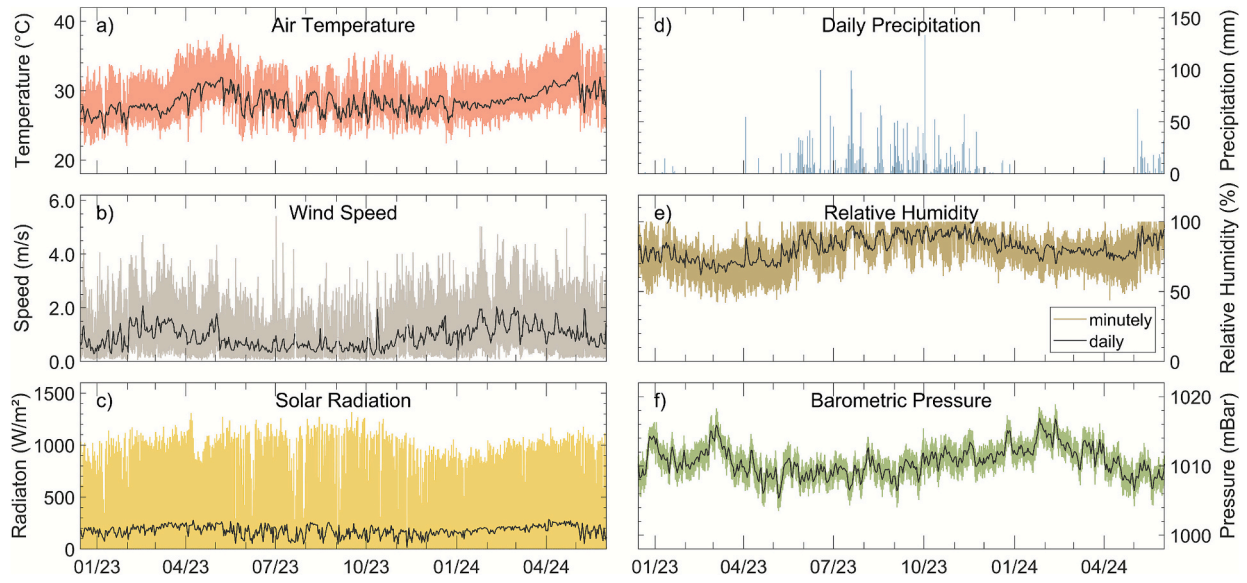 a) Air Temperature
Temperature (°C)
40
30
20
d) Daily Precipitation
150
100
50
0
Precipitation (mm)
b) Wind Speed
Speed (m/s)
6.0
4.0
2.0
0.0
e) Relative Humidity
100
50
0
Relative Humidity (%)
minutely
daily
c) Solar Radiation
Radiaton (W/m²)
1500
1000
500
0
f) Barometric Pressure
1020
1010
1000
Pressure (mBar)
01/23 04/23 07/23 10/23 01/24 04/24
01/23 04/23 07/23 10/23 01/24 04/24